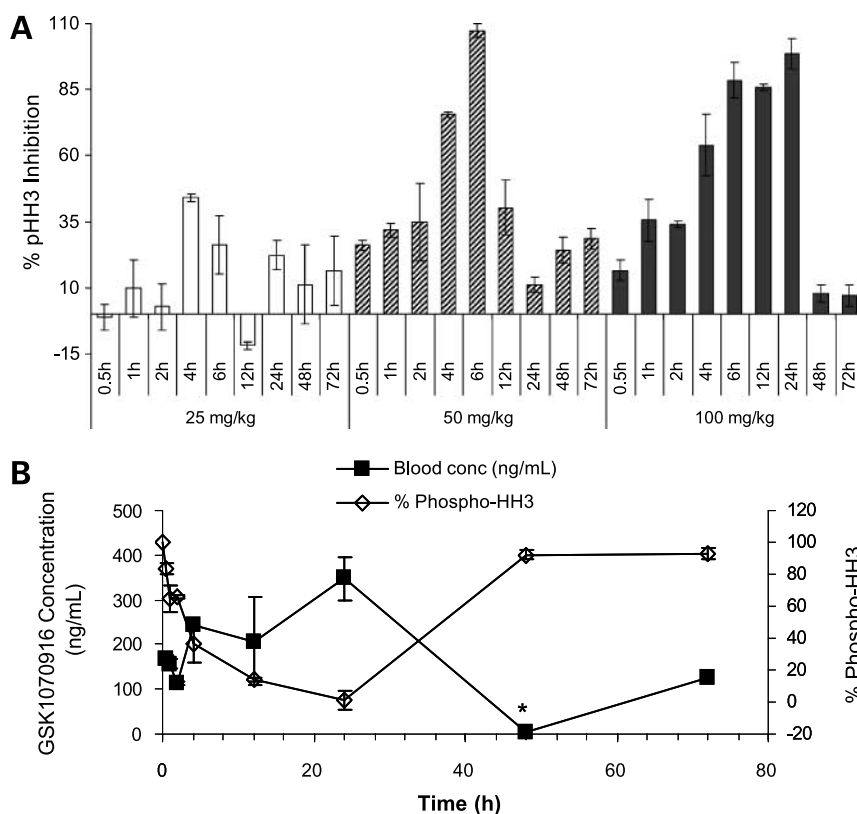 A
% pHH3 Inhibition
110
85
60
35
10
-15
0.5h 1h 2h 4h 6h 12h 24h 48h 72h 0.5h 1h 2h 4h 6h 12h 24h 48h 72h 0.5h 1h 2h 4h 6h 12h 24h 48h 72h
25 mg/kg 50 mg/kg 100 mg/kg
B
Blood conc (ng/mL)
% Phospho-HH3
GSK1070916 Concentration
(ng/mL)
500
400
300
200
100
0
120
100
80
60
40
20
0
-20
% Phospho-HH3
*
0 20 40 60 80
Time (h)